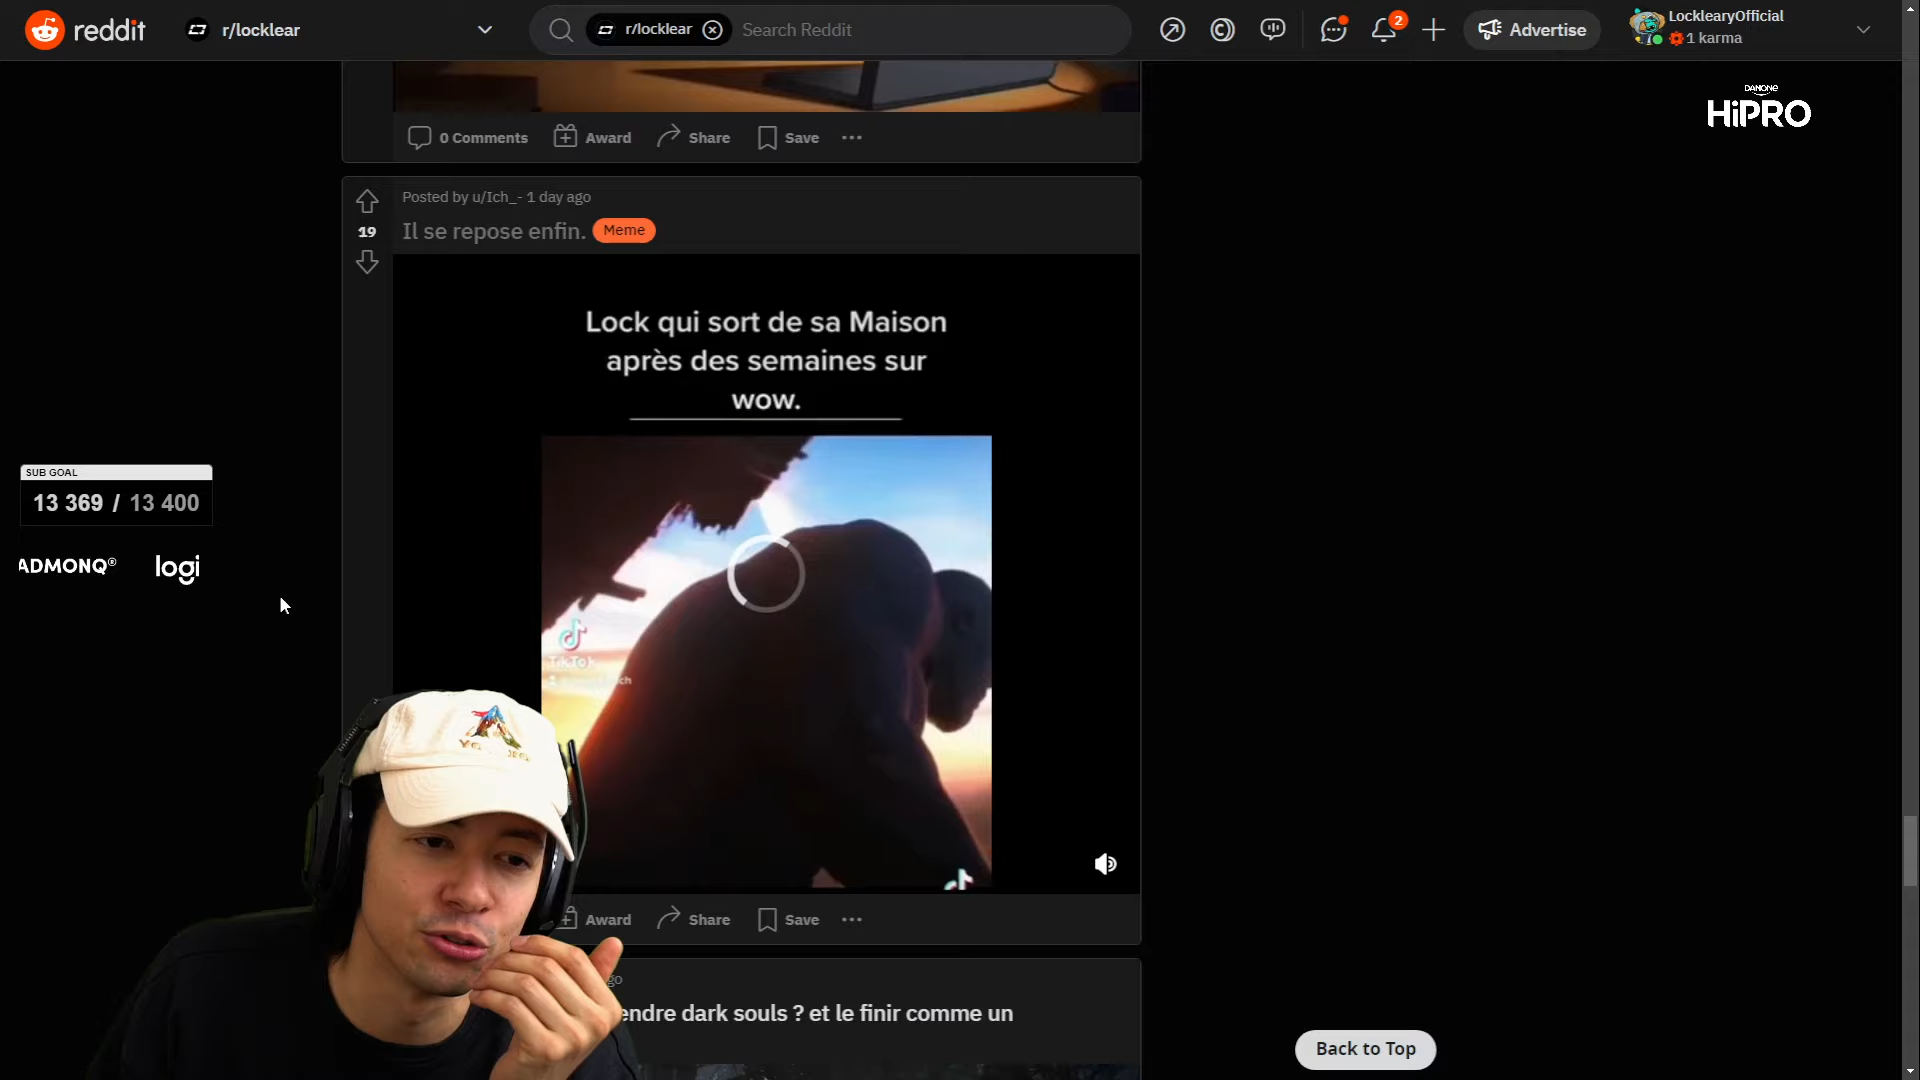 reddit
r/locklear
r/locklear
Search Reddit
2
Advertise
LocklearyOfficial
1 karma
DANONE
HiPRO
0 Comments
Award
Share
Save
Posted by u/Ich_- 1 day ago
19
Il se repose enfin.
Meme
Lock qui sort de sa Maison
après des semaines sur
wow.
SUB GOAL
13 369 / 13 400
ADMONQ®
logi
TikTok
Award
Share
Save
go
endre dark souls ? et le finir comme un
Back to Top